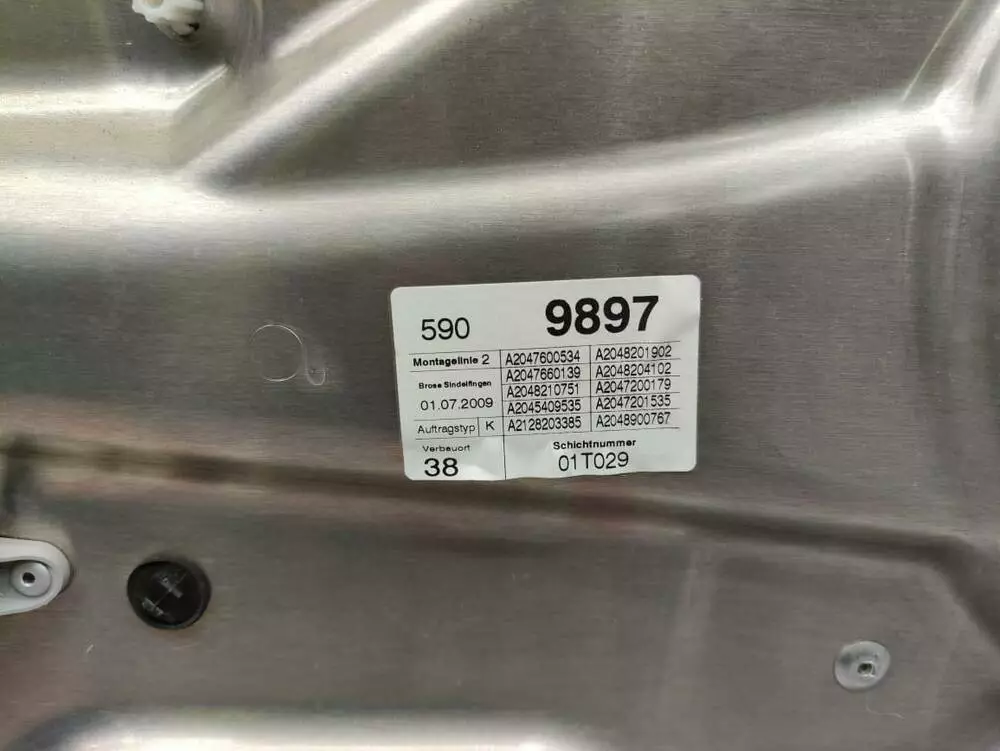 590 9897
Montagelinie 2 A2047600534 A2048201902
A2047660139 A2048204102
Brose Sindelfingen A2048210751 A2047200179
01.07.2009 A2045409535 A2047201535
Auftragstyp K A2128203385 A2048900767
Verbauort Schichtnummer
38 01T029